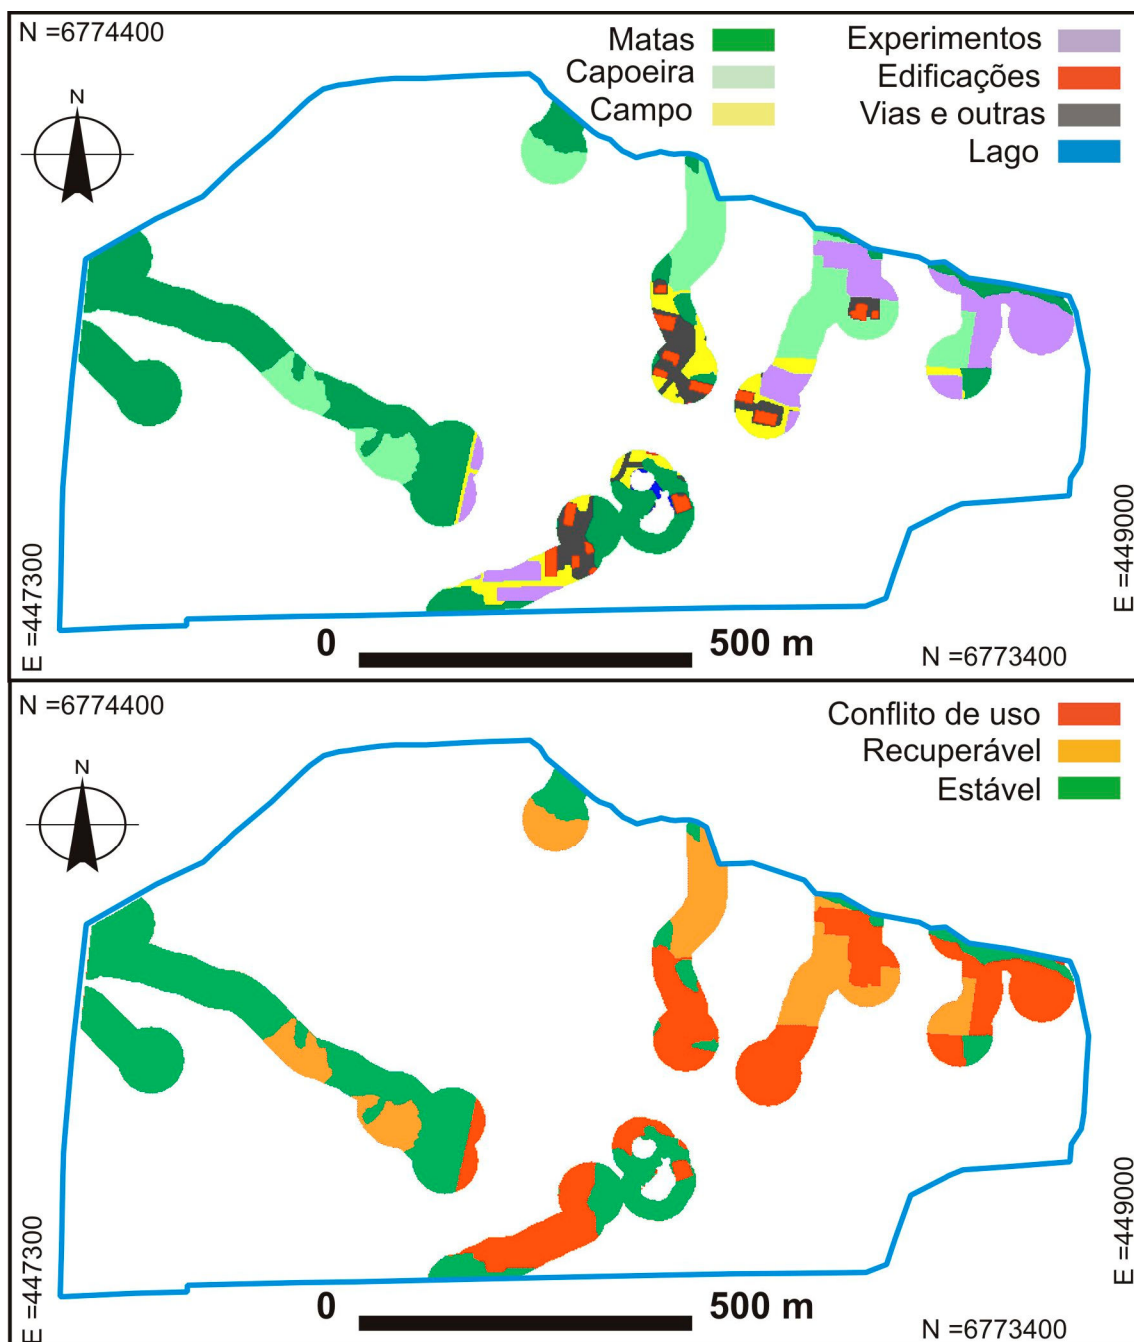 N =6774400
Matas
Capoeira
Campo
Experimentos
Edificações
Vias e outras
Lago
N
E =447300
E =449000
0
500 m
N =6773400
N =6774400
Conflito de uso
Recuperável
Estável
N
E =447300
E =449000
0
500 m
N =6773400